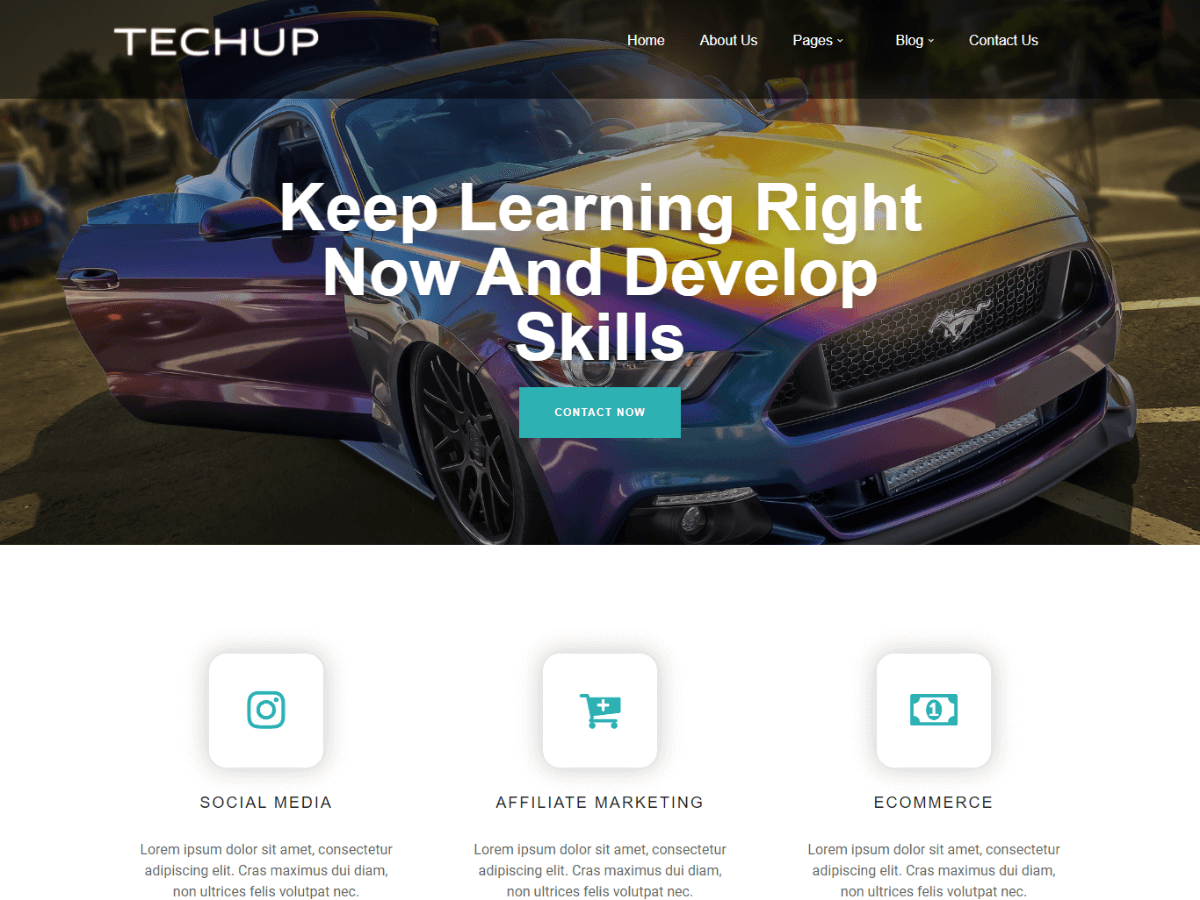 TECHUP
Home About Us Pages Blog Contact Us
Keep Learning Right
Now And Develop
Skills
CONTACT NOW
1
SOCIAL MEDIA AFFILIATE MARKETING ECOMMERCE
Lorem ipsum dolor sit amet, consectetur
adipiscing elit. Cras maximus dui diam,
non ultrices felis volutpat nec.
Lorem ipsum dolor sit amet, consectetur
adipiscing elit. Cras maximus dui diam,
non ultrices felis volutpat nec.
Lorem ipsum dolor sit amet, consectetur
adipiscing elit. Cras maximus dui diam,
non ultrices felis volutpat nec.